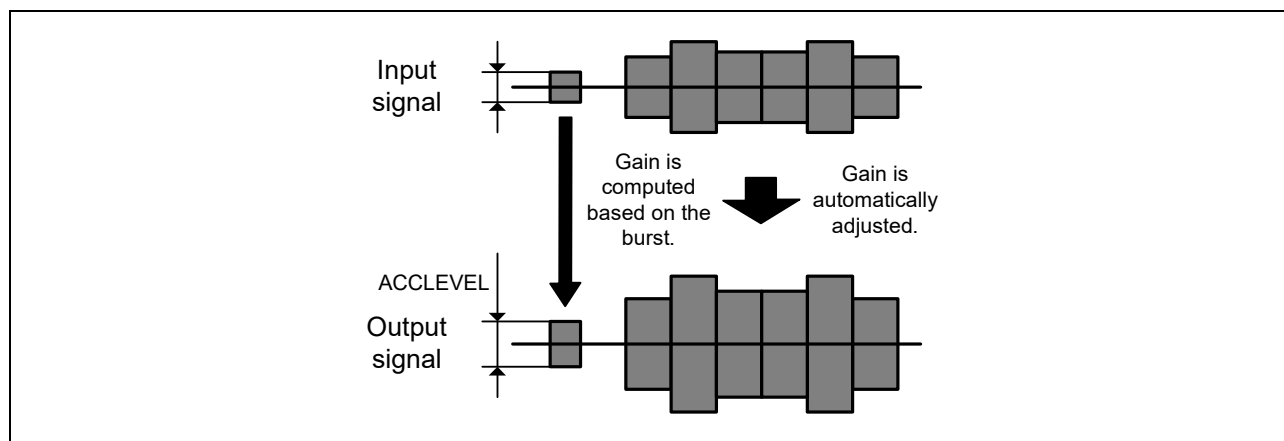 Input
signal
Gain is
computed
based on the
burst.
Gain is
automatically
adjusted.
ACCLEVEL
Output
signal